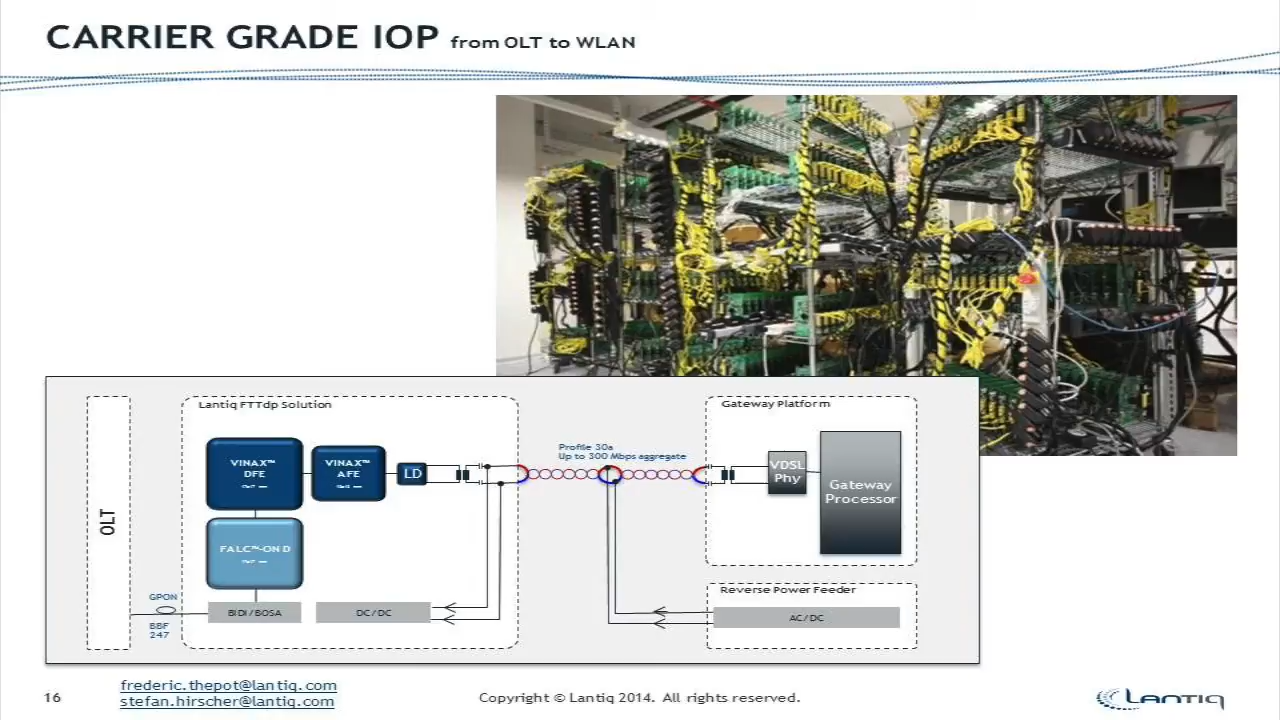 CARRIER GRADE IOP from OLT to WLAN
Lantiq FTTdp Solution
Gateway Platform
VINAX™
DFE
VINAX™
AFE
LD
Profile 30a
Up to 300 Mbps aggregate
VDSL
Phy
Gateway
Processor
OLT
FALC™-ON D
GPON
BBF
247
BIDI/BOSA
DC/DC
Reverse Power Feeder
AC/DC
16
frederic.thepot@lantiq.com
stefan.hirscher@lantiq.com
Copyright © Lantiq 2014. All rights reserved.
LANTIQ